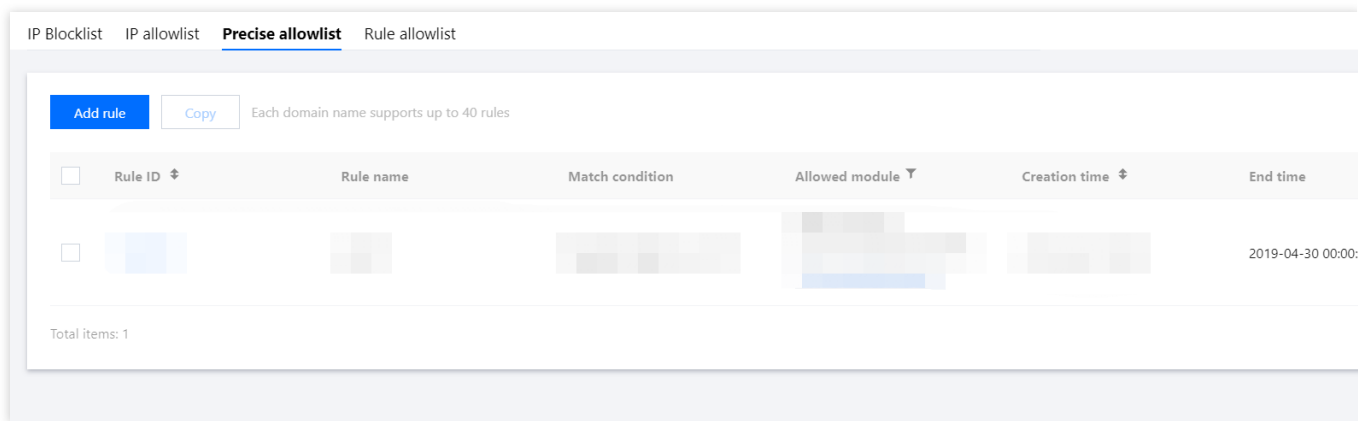 IP Blocklist IP allowlist Precise allowlist Rule allowlist
Add rule Copy Each domain name supports up to 40 rules
Rule ID Rule name Match condition Allowed module Creation time End time
2019-04-30 00:00:
Total items: 1